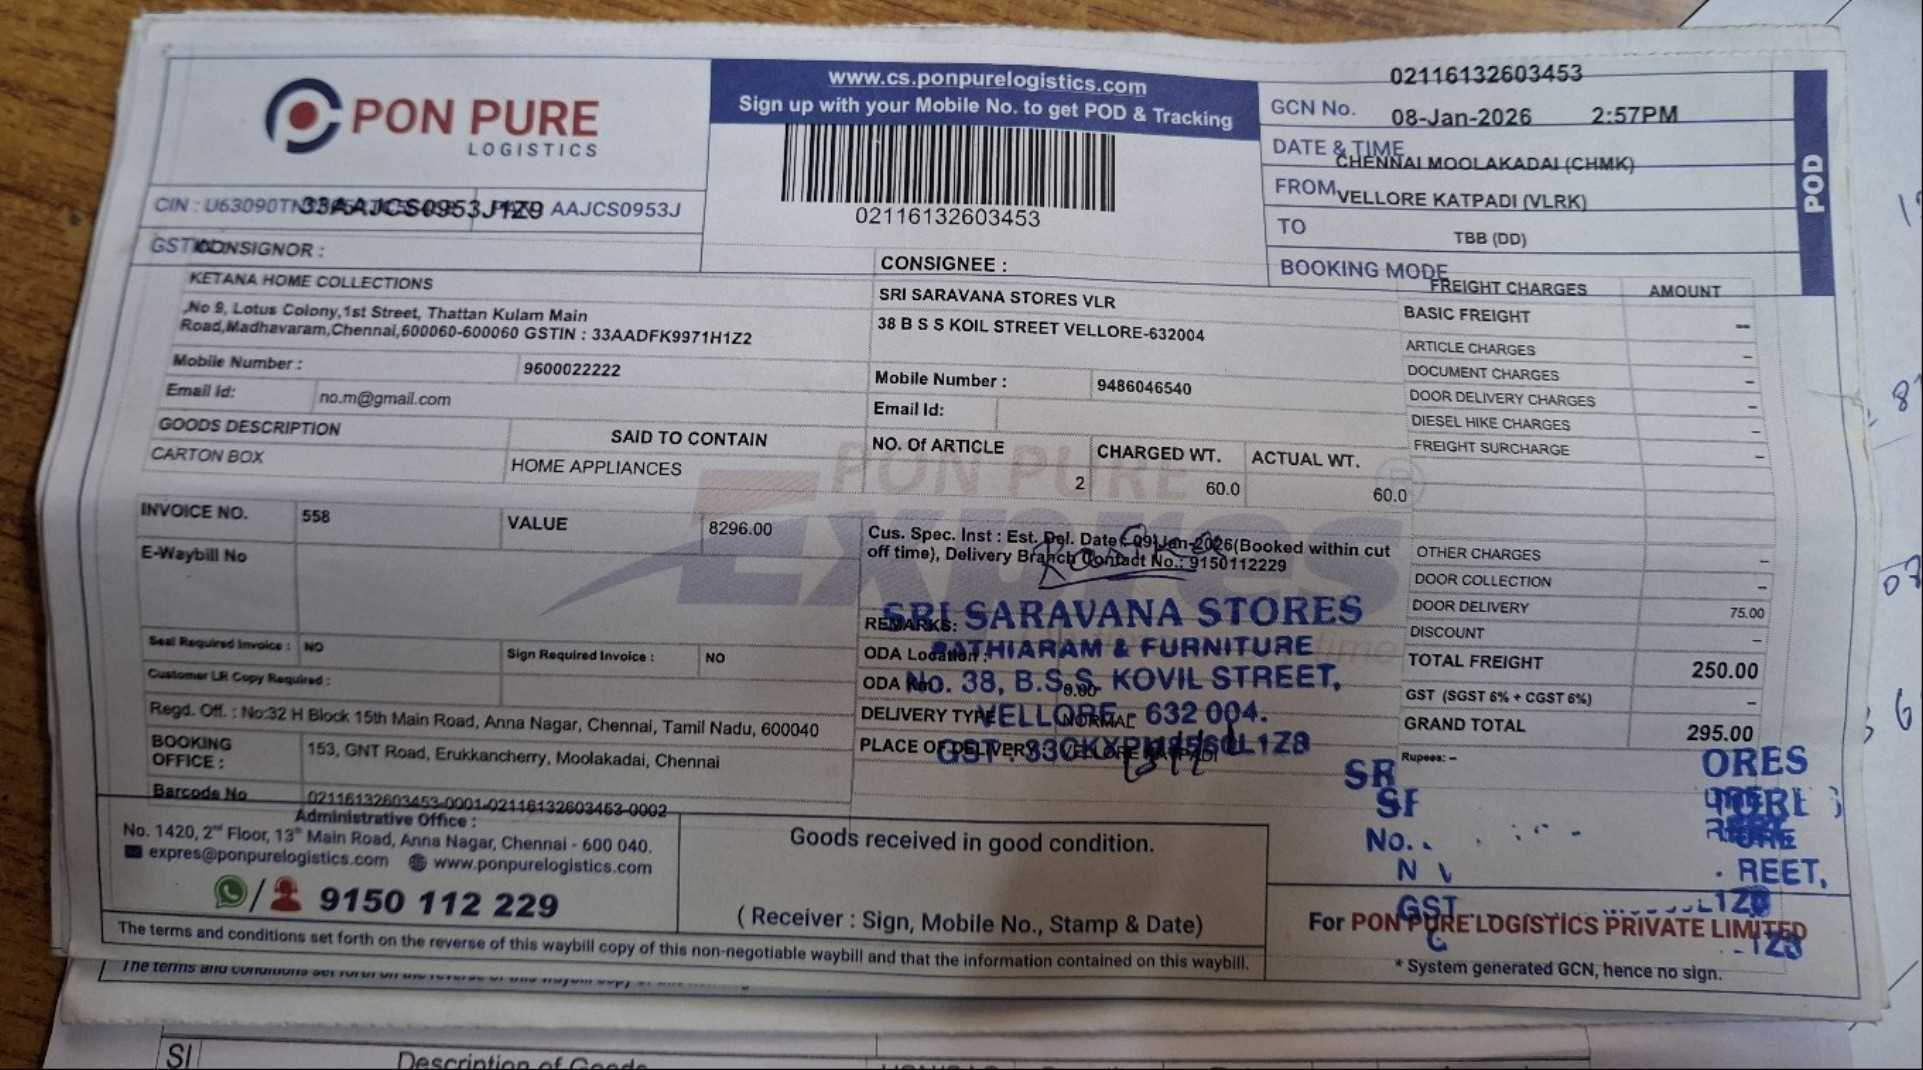 PON PURE
LOGISTICS
www.cs.ponpurelogistics.com
Sign up with your Mobile No. to get POD & Tracking
02116132603453
02116132603453
GCN No.
08-Jan-2026 2:57PM
DATE & TIME
CHENNAI MOOLAKADAI (CHMK)
FROM
VELLORE KATPADI (VLRK)
TO
TBB (DD)
BOOKING MODE
POD
CIN : 33AAJCS0953J1Z9 AAJCS0953J
CONSIGNOR :
KETANA HOME COLLECTIONS
,No 9, Lotus Colony,1st Street, Thattan Kulam Main
Road,Madhavaram,Chennai,600060-600060 GSTIN : 33AADFK9971H1Z2
Mobile Number : 9600022222
Email Id: no.m@gmail.com
CONSIGNEE :
SRI SARAVANA STORES VLR
38 B S S KOIL STREET VELLORE-632004
Mobile Number : 9486046540
Email Id:
GOODS DESCRIPTION SAID TO CONTAIN NO. Of ARTICLE CHARGED WT. ACTUAL WT.
CARTON BOX HOME APPLIANCES 2 60.0 60.0
INVOICE NO. 558 VALUE 8296.00
E-Waybill No
Seal Required Invoice : NO Sign Required Invoice : NO
Customer LR Copy Required :
Regd. Off. : No:32 H Block 15th Main Road, Anna Nagar, Chennai, Tamil Nadu, 600040
BOOKING
OFFICE : 153, GNT Road, Erukkancherry, Moolakadai, Chennai
Barcode No 02116132603453-0001-02116132603453-0002
PON PURE
Expres
Cus. Spec. Inst : Est. Del. Date : 09-Jan-2026(Booked within cut
off time), Delivery Branch Contact No.: 9150112229
REMARKS:
ODA Location :
0.00
DELIVERY TYPE NORMAL
PLACE OF DELIVERY
SRI SARAVANA STORES
& FURNITURE
NO. 38, B.S.S. KOVIL STREET,
VELLORE - 632 004.
FREIGHT CHARGES AMOUNT
BASIC FREIGHT --
ARTICLE CHARGES –
DOCUMENT CHARGES –
DOOR DELIVERY CHARGES –
DIESEL HIKE CHARGES –
FREIGHT SURCHARGE –
OTHER CHARGES –
DOOR COLLECTION –
DOOR DELIVERY 75.00
DISCOUNT –
TOTAL FREIGHT 250.00
GST (SGST 6% + CGST 6%) –
GRAND TOTAL 295.00
Rupees: –
Administrative Office :
No. 1420, 2nd Floor, 13th Main Road, Anna Nagar, Chennai - 600 040.
expres@ponpurelogistics.com www.ponpurelogistics.com
/ 9150 112 229
Goods received in good condition.
( Receiver : Sign, Mobile No., Stamp & Date)
ORES
REET,
GST
For PON PURE LOGISTICS PRIVATE LIMITED
* System generated GCN, hence no sign.
The terms and conditions set forth on the reverse of this waybill copy of this non-negotiable waybill and that the information contained on this waybill.
SI Description of Goods